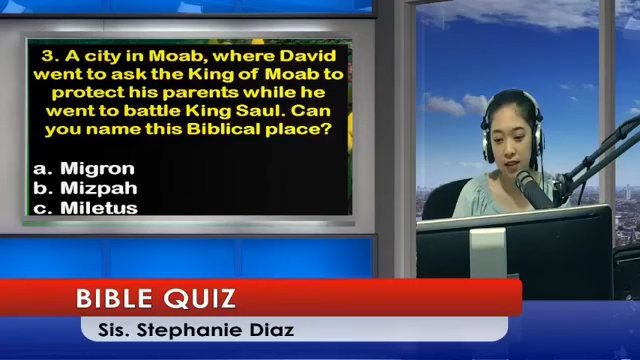 3. A city in Moab, where David
went to ask the King of Moab to
protect his parents while he
went to battle King Saul. Can
you name this Biblical place?
a. Migron
b. Mizpah
c. Miletus
BIBLE QUIZ
Sis. Stephanie Diaz